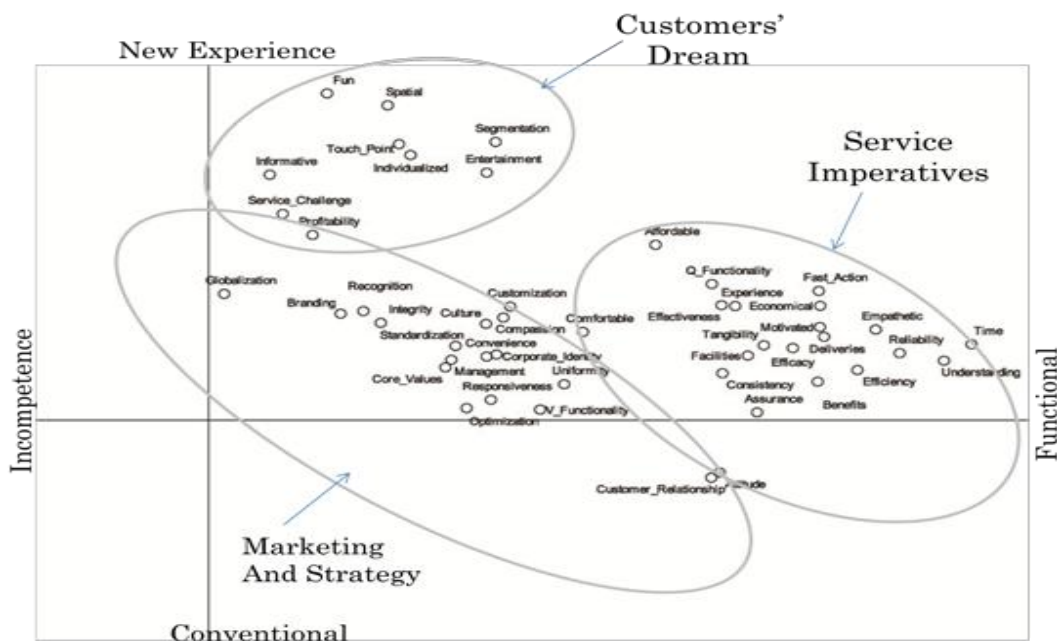 Customers'
Dream
New Experience
Fun
Spatial
Segmentation
Touch_Point
Individualized
Entertainment
Informative
Service_Challenge
Profitability
Service
Imperatives
Affordable
Globalization
Recognition
Branding
Integrity
Culture
Customization
Compassion
Comfortable
Standardization
Convenience
Corporate_Identity
Core_Values
Management
Uniformity
Responsiveness
Optimization
V_Functionality
Q_Functionality
Fast_Action
Experience
Economical
Effectiveness
Empathetic
Tangibility
Motivated
Time
Reliability
Facilities
Deliveries
Efficacy
Understanding
Consistency
Efficiency
Assurance
Benefits
Incompetence
Functional
Customer_Relationship
Marketing
And Strategy
Conventional